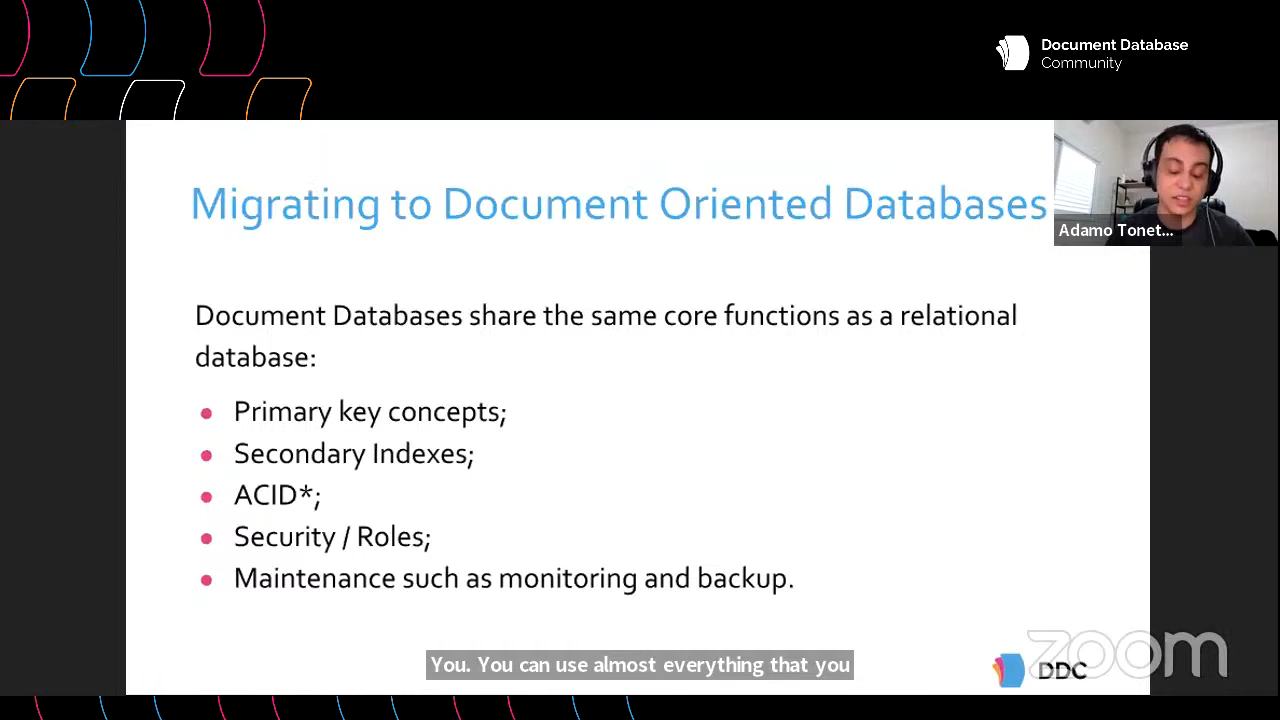 Document Database
Community
Migrating to Document Oriented Databases
Adamo Tonet...
Document Databases share the same core functions as a relational
database:
Primary key concepts;
Secondary Indexes;
ACID*;
Security / Roles;
Maintenance such as monitoring and backup.
You. You can use almost everything that you
zoom
DDC